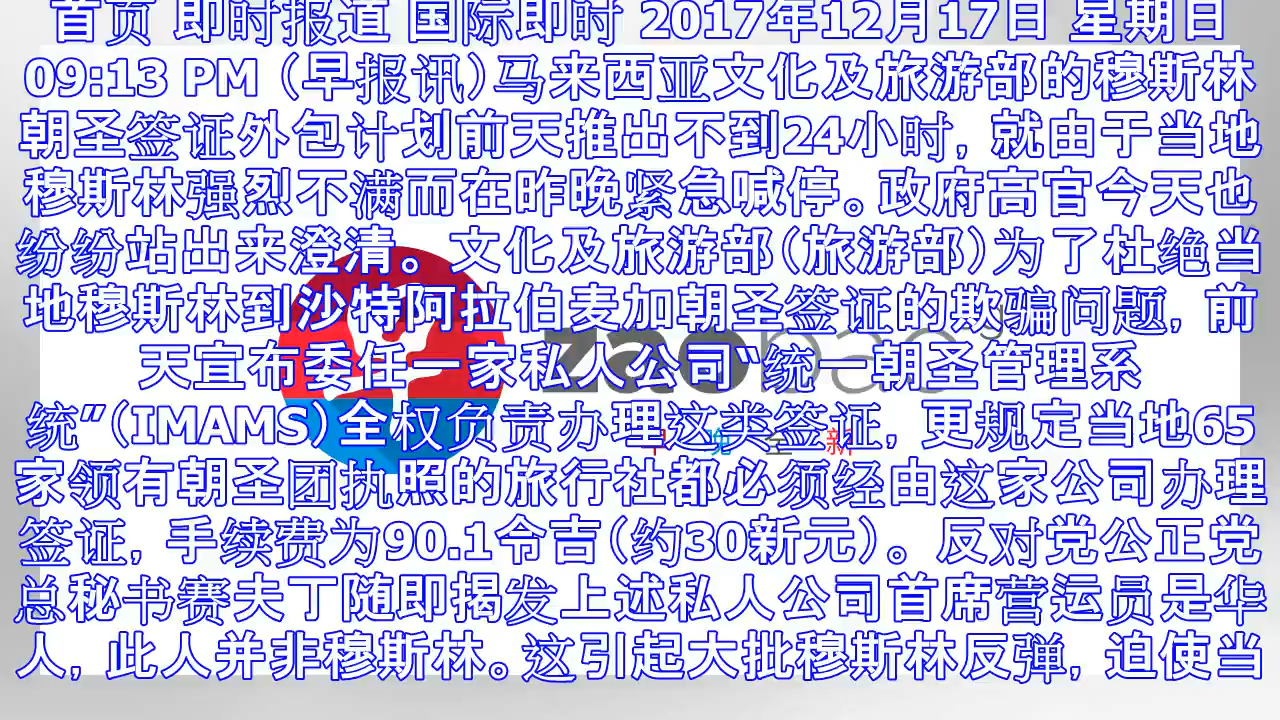 首页 即时报道 国际即时 2017年12月17日 星期日
09:13 PM (早报讯)马来西亚文化及旅游部的穆斯林
朝圣签证外包计划前天推出不到24小时, 就由于当地
穆斯林强烈不满而在昨晚紧急喊停。政府高官今天也
纷纷站出来澄清。 文化及旅游部(旅游部)为了杜绝当
地穆斯林到沙特阿拉伯麦加朝圣签证的欺骗问题, 前
天宣布委任一家私人公司“统一朝圣管理系
统”(IMAMS)全权负责办理这类签证, 更规定当地65
家领有朝圣团执照的旅行社都必须经由这家公司办理
签证, 手续费为90.1令吉(约30新元)。 反对党公正党
总秘书赛夫丁随即揭发上述私人公司首席营运员是华
人, 此人并非穆斯林。这引起大批穆斯林反弹, 迫使当
zaobao
早 晚 全 新